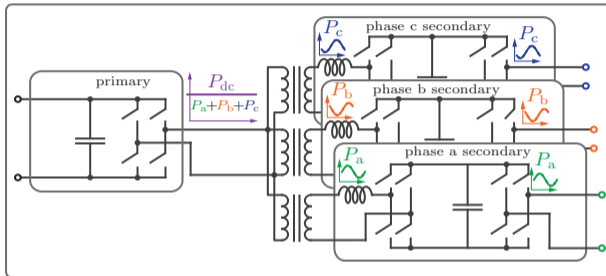 phase c secondary
P_c
P_c
primary
P_dc
P_a+P_b+P_c
phase b secondary
P_b
P_b
phase a secondary
P_a
P_a